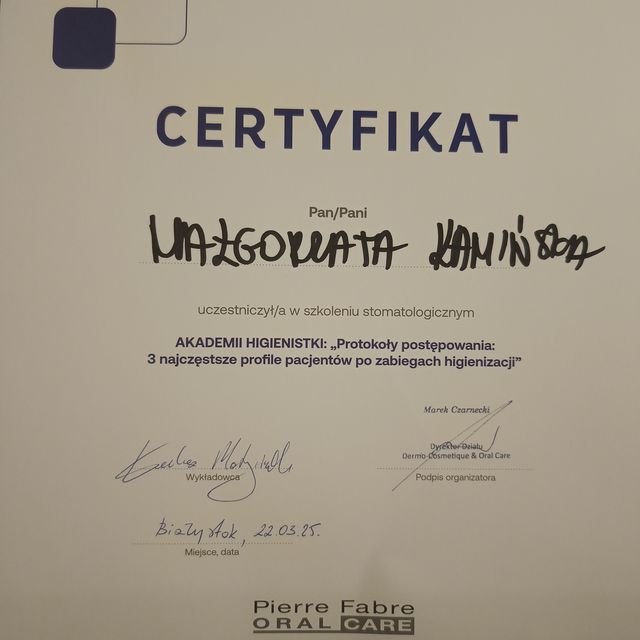 CERTYFIKAT
Pan/Pani
MAŁGORZATA KAMIŃSKA
uczestniczył/a w szkoleniu stomatologicznym
AKADEMII HIGIENISTKI: „Protokoły postępowania:
3 najczęstsze profile pacjentów po zabiegach higienizacji”
Marek Czarnecki
Dyrektor Działu
Dermo-Cosmetique & Oral Care
Wykładowca
Podpis organizatora
Białystok, 22.03.25.
Miejsce, data
Pierre Fabre
ORAL CARE